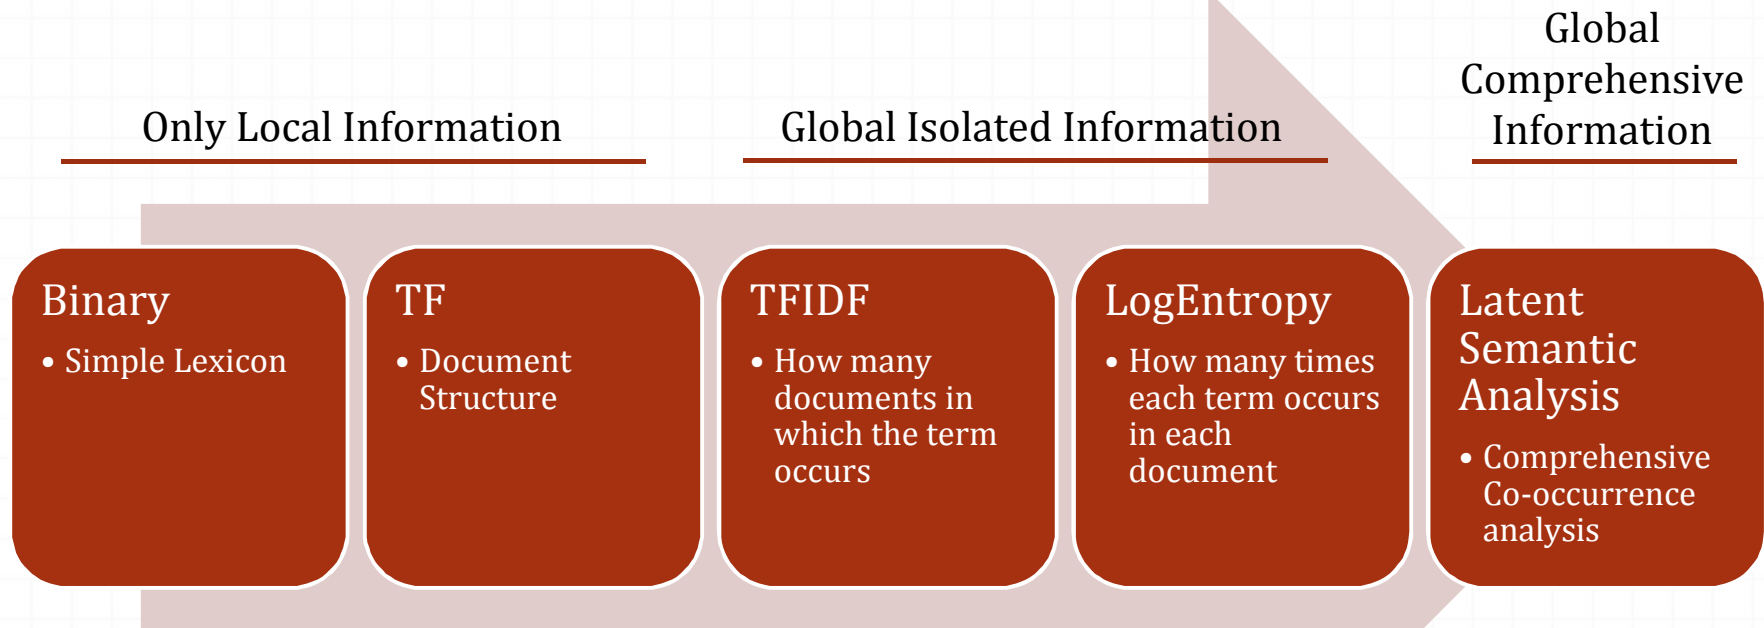 Only Local Information
Global Isolated Information
Global
Comprehensive
Information
Binary
• Simple Lexicon
TF
• Document
Structure
TFIDF
• How many
documents in
which the term
occurs
LogEntropy
• How many times
each term occurs
in each
document
Latent
Semantic
Analysis
• Comprehensive
Co-occurrence
analysis